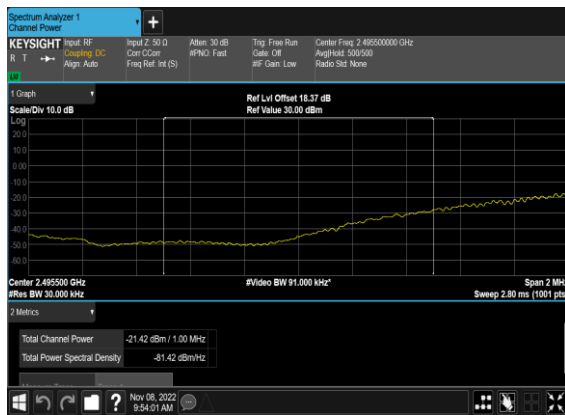 Spectrum Analyzer 1
Channel Power
+
KEYSIGHT
R T
LXI
Input: RF
Coupling: DC
Align: Auto
Input Z: 50 Ω
Corr CCorr
Freq Ref: Int (S)
Atten: 30 dB
#PNO: Fast
Trig: Free Run
Gate: Off
#IF Gain: Low
Center Freq: 2.495500000 GHz
Avg|Hold: 500/500
Radio Std: None
1 Graph
Scale/Div 10.0 dB
Ref Lvl Offset 18.37 dB
Ref Value 30.00 dBm
Log
20.0
10.0
0.00
-10.0
-20.0
-30.0
-40.0
-50.0
-60.0
Center 2.495500 GHz
#Res BW 30.000 kHz
#Video BW 91.000 kHz*
Span 2 MHz
Sweep 2.80 ms (1001 pts
2 Metrics
Total Channel Power -21.42 dBm / 1.00 MHz
Total Power Spectral Density -81.42 dBm/Hz
?
Nov 08, 2022
9:54:01 AM